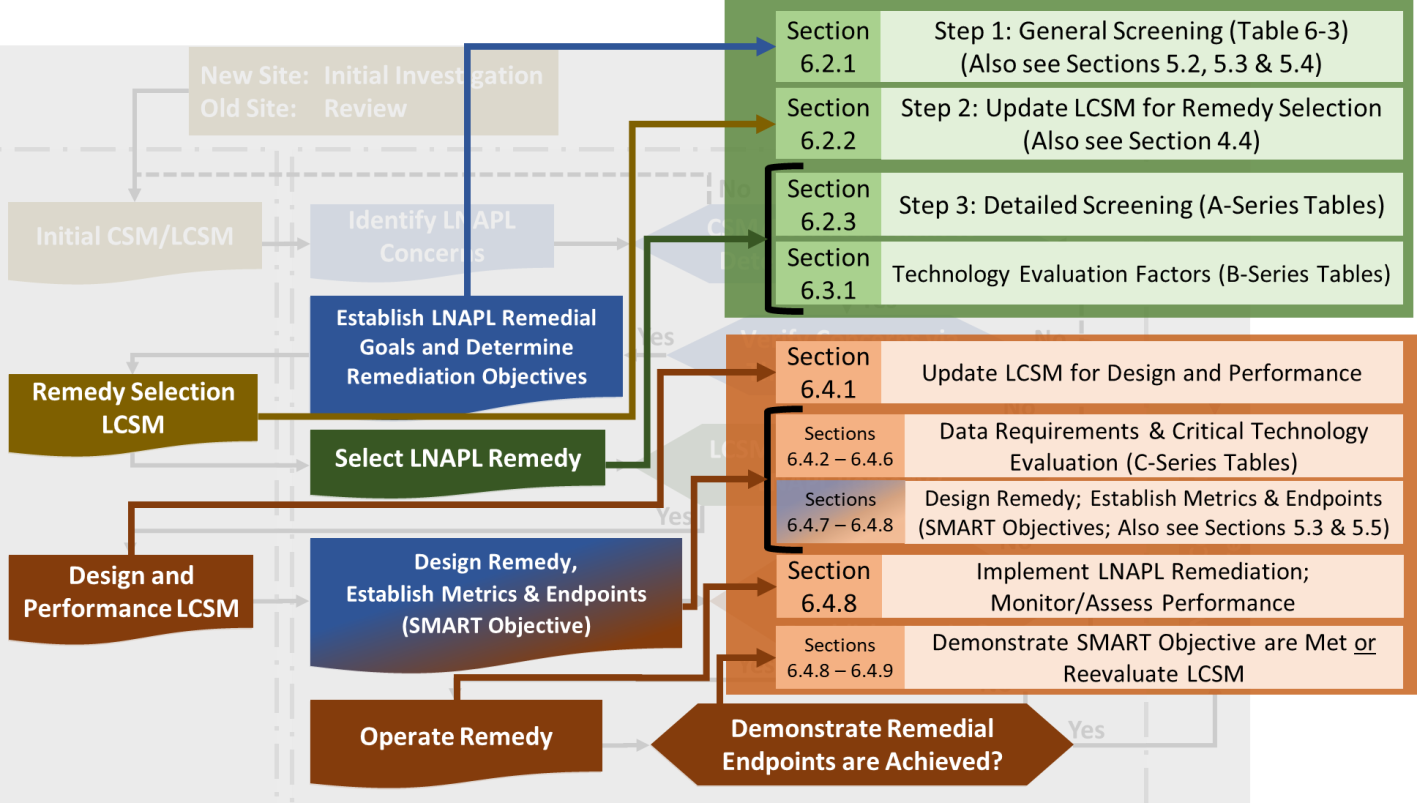 New Site: Initial Investigation
Old Site: Review
Initial CSM/LCSM
Identify LNAPL
Concerns
No
Yes
No
Establish LNAPL Remedial
Goals and Determine
Remediation Objectives
Remedy Selection
LCSM
Select LNAPL Remedy
LCSM
Yes
Design and
Performance LCSM
Design Remedy,
Establish Metrics & Endpoints
(SMART Objective)
Operate Remedy
Demonstrate Remedial
Endpoints are Achieved?
Yes
Section
6.2.1
Step 1: General Screening (Table 6-3)
(Also see Sections 5.2, 5.3 & 5.4)
Section
6.2.2
Step 2: Update LCSM for Remedy Selection
(Also see Section 4.4)
Section
6.2.3
Step 3: Detailed Screening (A-Series Tables)
Section
6.3.1
Technology Evaluation Factors (B-Series Tables)
Section
6.4.1
Update LCSM for Design and Performance
Sections
6.4.2 – 6.4.6
Data Requirements & Critical Technology
Evaluation (C-Series Tables)
Sections
6.4.7 – 6.4.8
Design Remedy; Establish Metrics & Endpoints
(SMART Objectives; Also see Sections 5.3 & 5.5)
Section
6.4.8
Implement LNAPL Remediation;
Monitor/Assess Performance
Sections
6.4.8 – 6.4.9
Demonstrate SMART Objective are Met or
Reevaluate LCSM